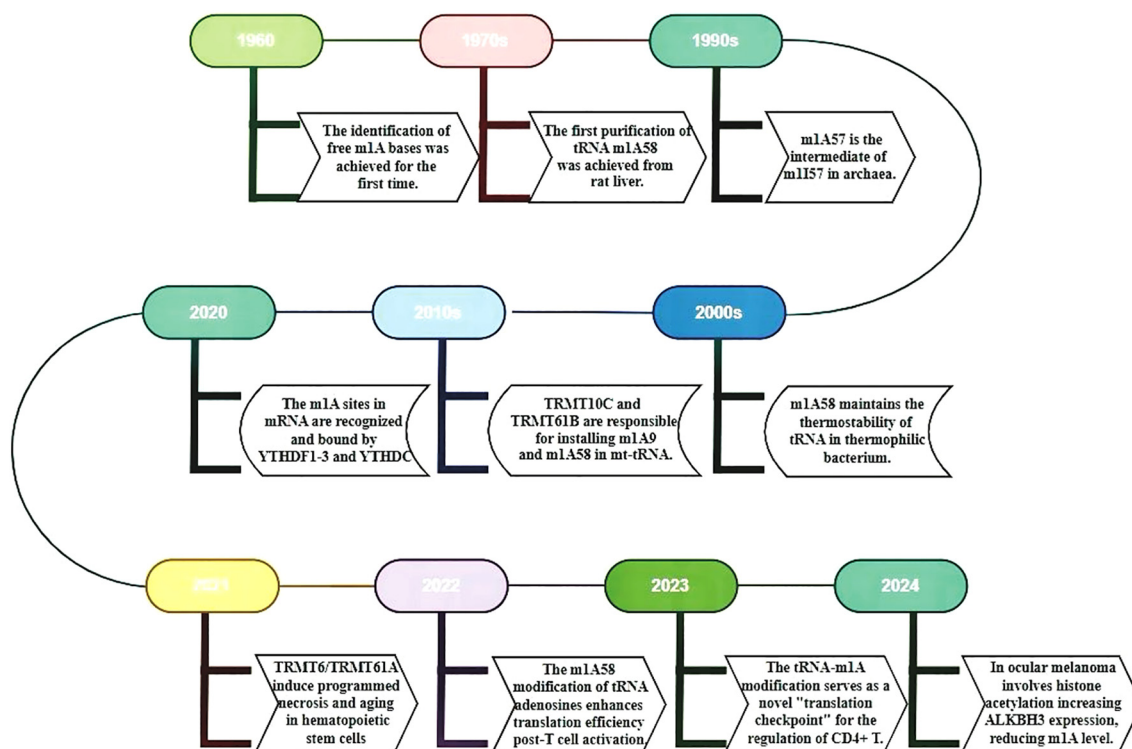 1960
1970s
1990s
The identification of
free m1A bases was
achieved for the
first time.
The first purification of
tRNA m1A58
was achieved from
rat liver.
m1A57 is the
intermediate of
m1I57 in archaea.
2020
2010s
2000s
The m1A sites in
mRNA are recognized
and bound by
YTHDF1-3 and YTHDC
TRMT10C and
TRMT61B are responsible
for installing m1A9
and m1A58 in mt-tRNA.
m1A58 maintains the
thermostability of
tRNA in thermophilic
bacterium.
2021
2022
2023
2024
TRMT6/TRMT61A
induce programmed
necrosis and aging
in hematopoietic
stem cells
The m1A58
modification of tRNA
adenosines enhances
translation efficiency
post-T cell activation
The tRNA-m1A
modification serves as a
novel "translation
checkpoint" for the
regulation of CD4+ T.
In ocular melanoma
involves histone
acetylation increasing
ALKBH3 expression,
reducing m1A level.